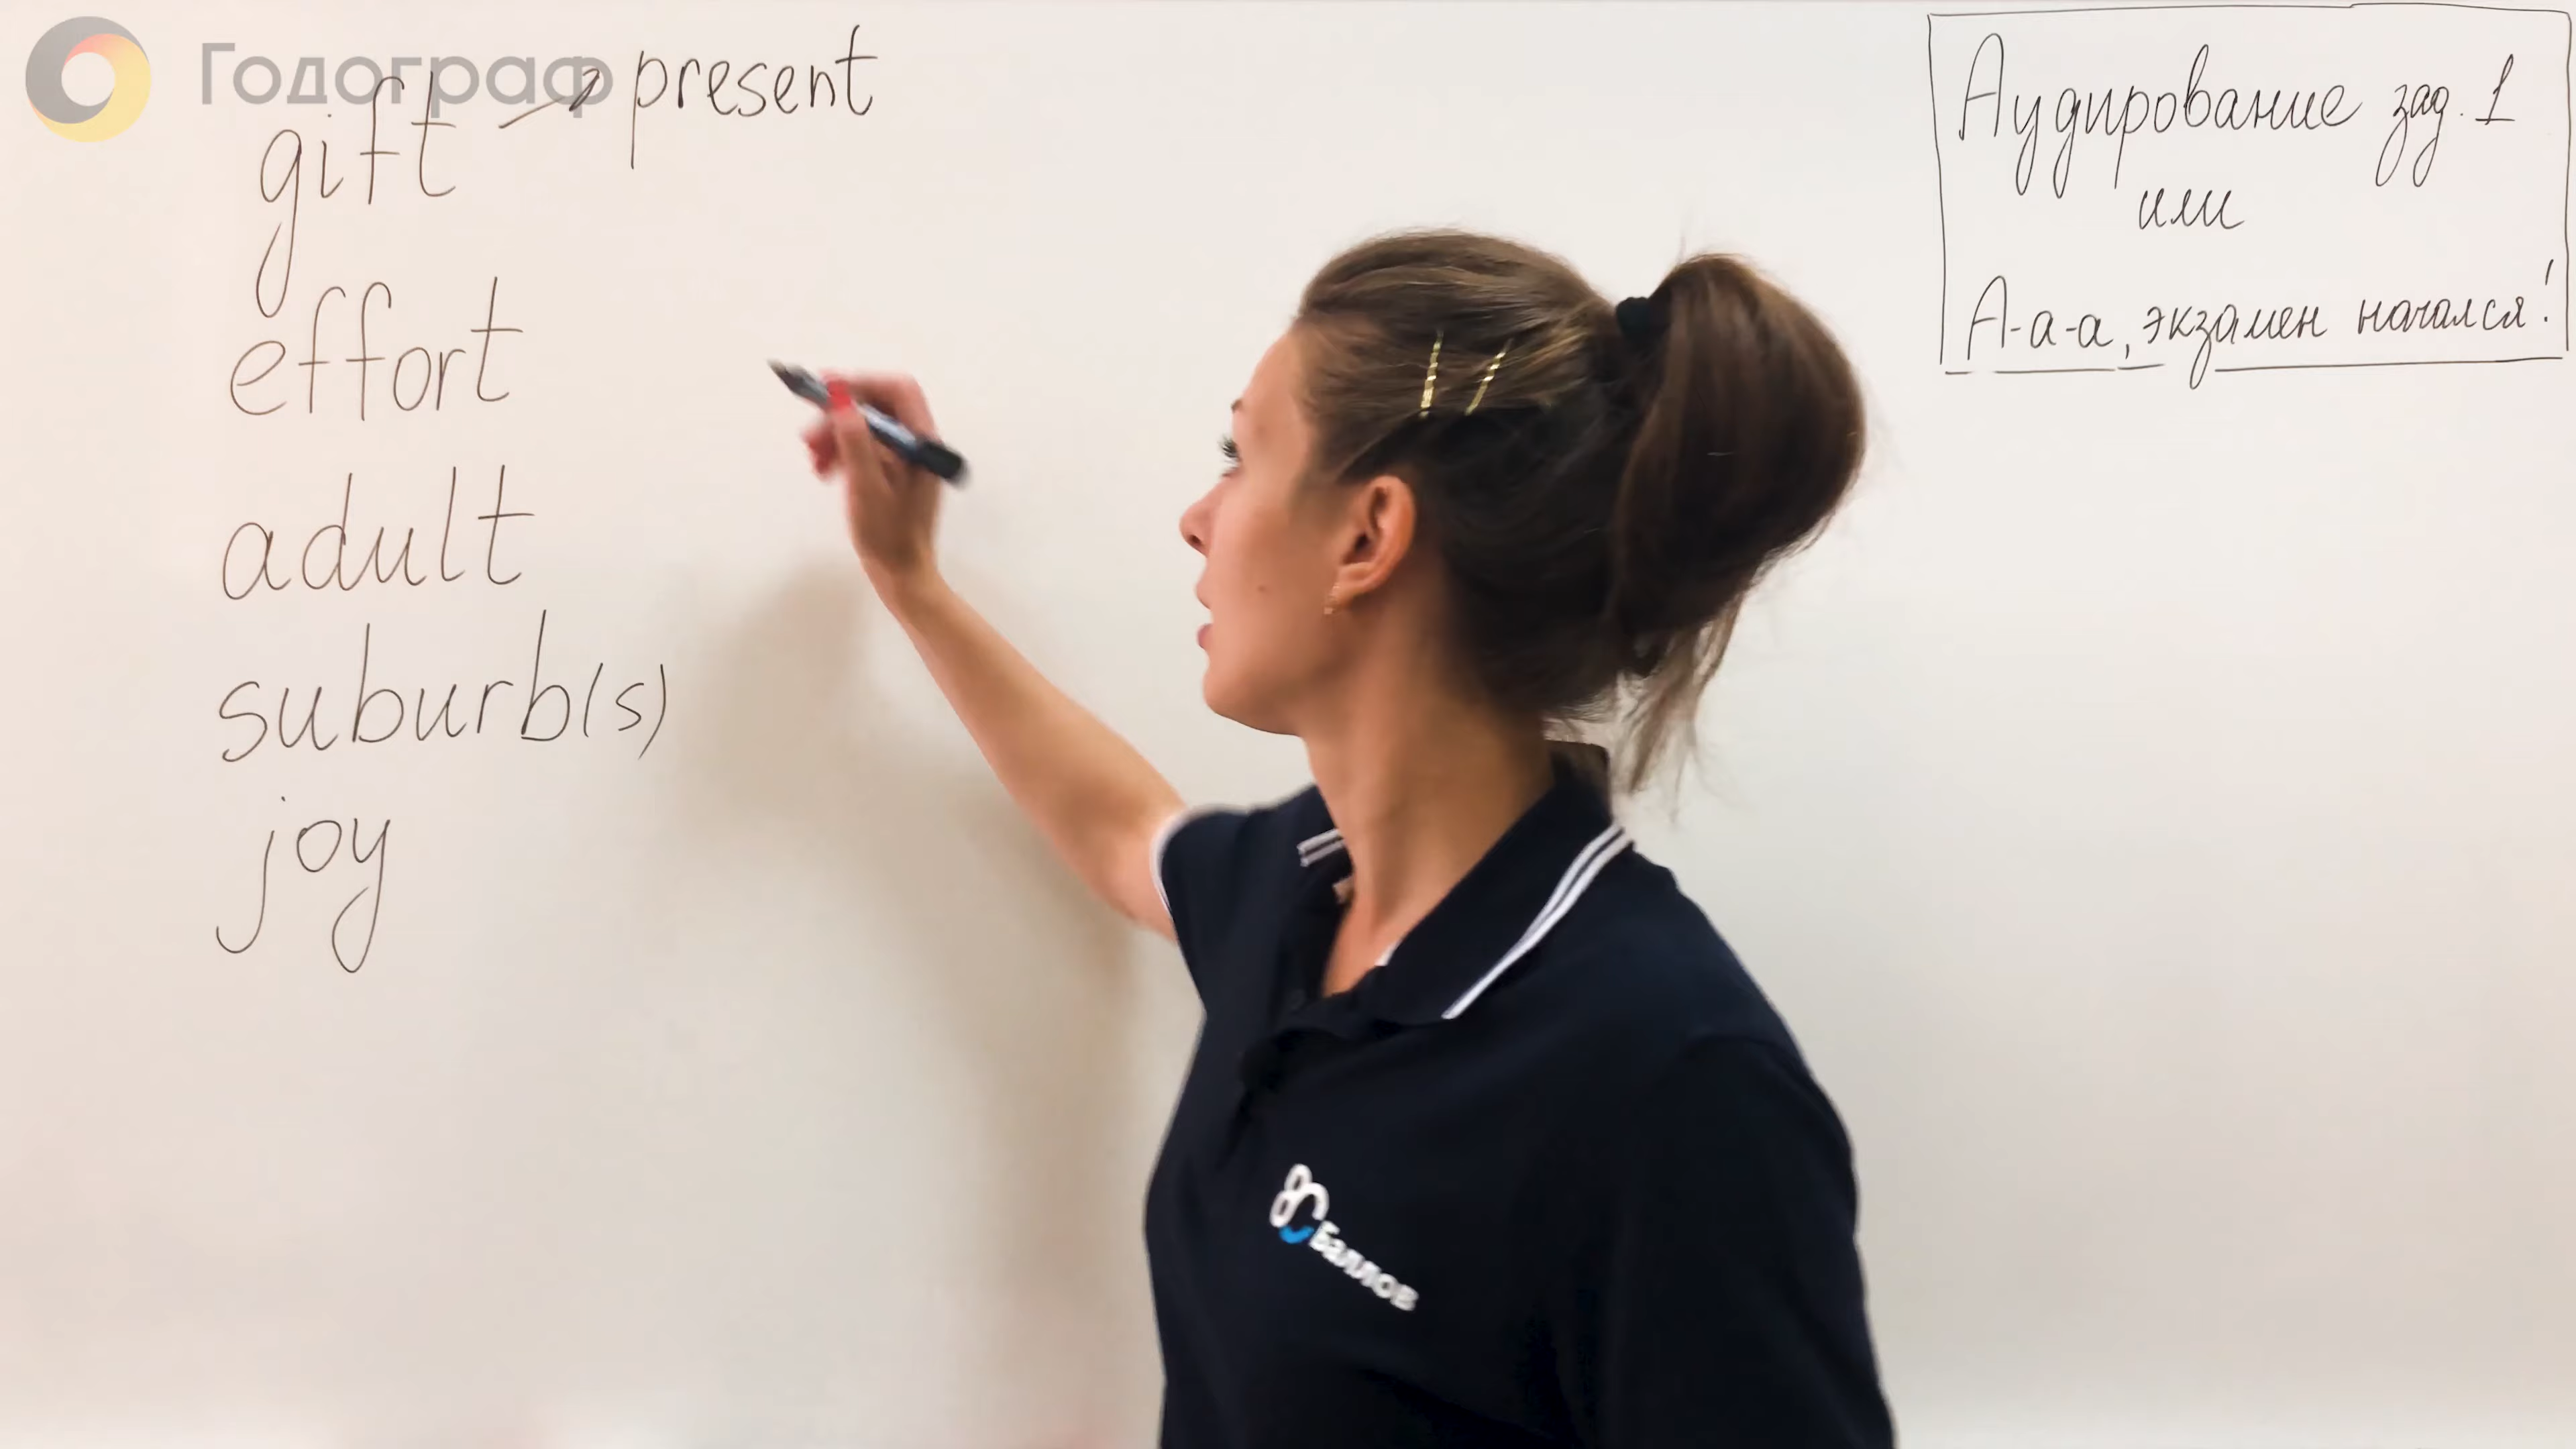 Годограф
gift → present
effort
adult
suburb(s)
joy
Аудирование зад. 1
или
А-а-а, экзамен начался!
Баллов